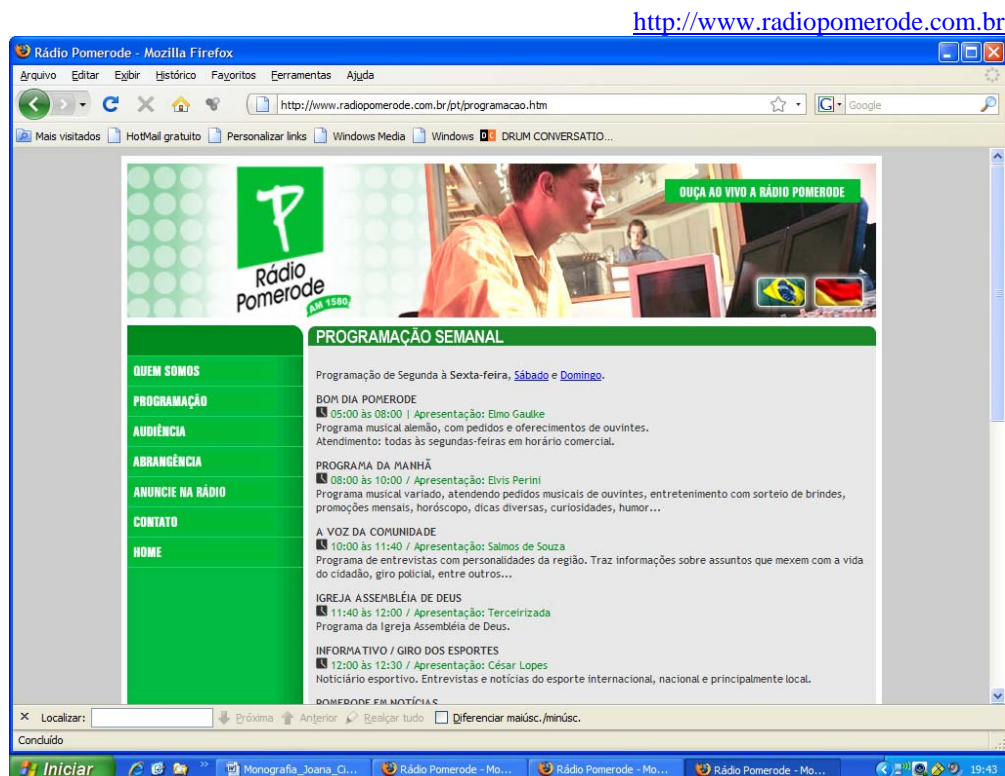 http://www.radiopomerode.com.br
Rádio Pomerode - Mozilla Firefox
Arquivo Editar Exibir Histórico Favoritos Ferramentas Ajuda
http://www.radiopomerode.com.br/pt/programacao.htm
Google
Mais visitados HotMail gratuito Personalizar links Windows Media Windows DC DRUM CONVERSATIO...
OUÇA AO VIVO A RÁDIO POMERODE
P
Rádio
Pomerode
AM 1580
QUEM SOMOS
PROGRAMAÇÃO
AUDIÊNCIA
ABRANGÊNCIA
ANUNCIE NA RÁDIO
CONTATO
HOME
PROGRAMAÇÃO SEMANAL
Programação de Segunda à Sexta-feira, Sábado e Domingo.
BOM DIA POMERODE
05:00 às 08:00 | Apresentação: Elmo Gaulke
Programa musical alemão, com pedidos e oferecimentos de ouvintes.
Atendimento: todas às segundas-feiras em horário comercial.
PROGRAMA DA MANHÃ
08:00 às 10:00 / Apresentação: Elvis Perini
Programa musical variado, atendendo pedidos musicais de ouvintes, entretenimento com sorteio de brindes,
promoções mensais, horóscopo, dicas diversas, curiosidades, humor...
A VOZ DA COMUNIDADE
10:00 às 11:40 / Apresentação: Salmos de Souza
Programa de entrevistas com personalidades da região. Traz informações sobre assuntos que mexem com a vida
do cidadão, giro policial, entre outros...
IGREJA ASSEMBLÉIA DE DEUS
11:40 às 12:00 / Apresentação: Terceirizada
Programa da Igreja Assembléia de Deus.
INFORMATIVO / GIRO DOS ESPORTES
12:00 às 12:30 / Apresentação: César Lopes
Noticiário esportivo. Entrevistas e notícias do esporte internacional, nacional e principalmente local.
POMERODE EM NOTÍCIAS
Localizar: Próxima Anterior Realçar tudo Diferenciar maiúsc./minúsc.
Concluído
Iniciar Monografia_Joana_Ci... Rádio Pomerode - Mo... Rádio Pomerode - Mo... Rádio Pomerode - Mo... 19:43